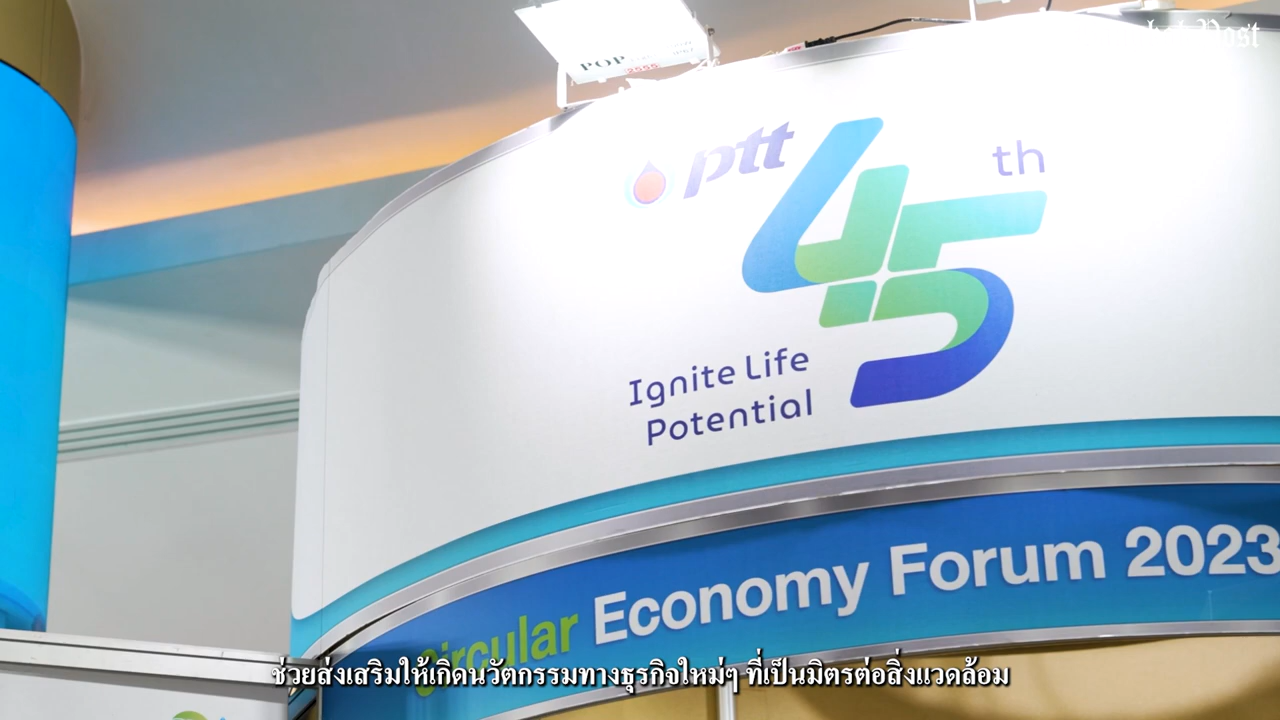 POP
ptt
45th
Ignite Life
Potential
Circular Economy Forum 2023
ช่วยส่งเสริมให้เกิดนวัตกรรมทางธุรกิจใหม่ๆ ที่เป็นมิตรต่อสิ่งแวดล้อม